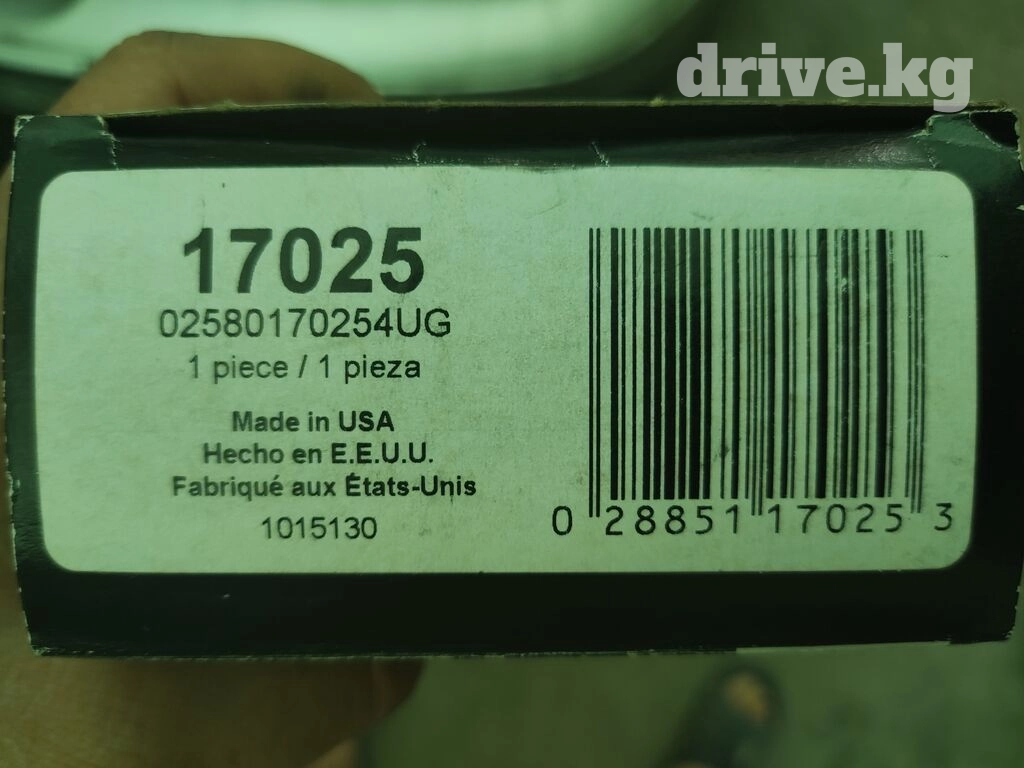 drive.kg
17025
02580170254UG
1 piece / 1 pieza
Made in USA
Hecho en E.E.U.U.
Fabriqué aux États-Unis
1015130
0 28851 17025 3